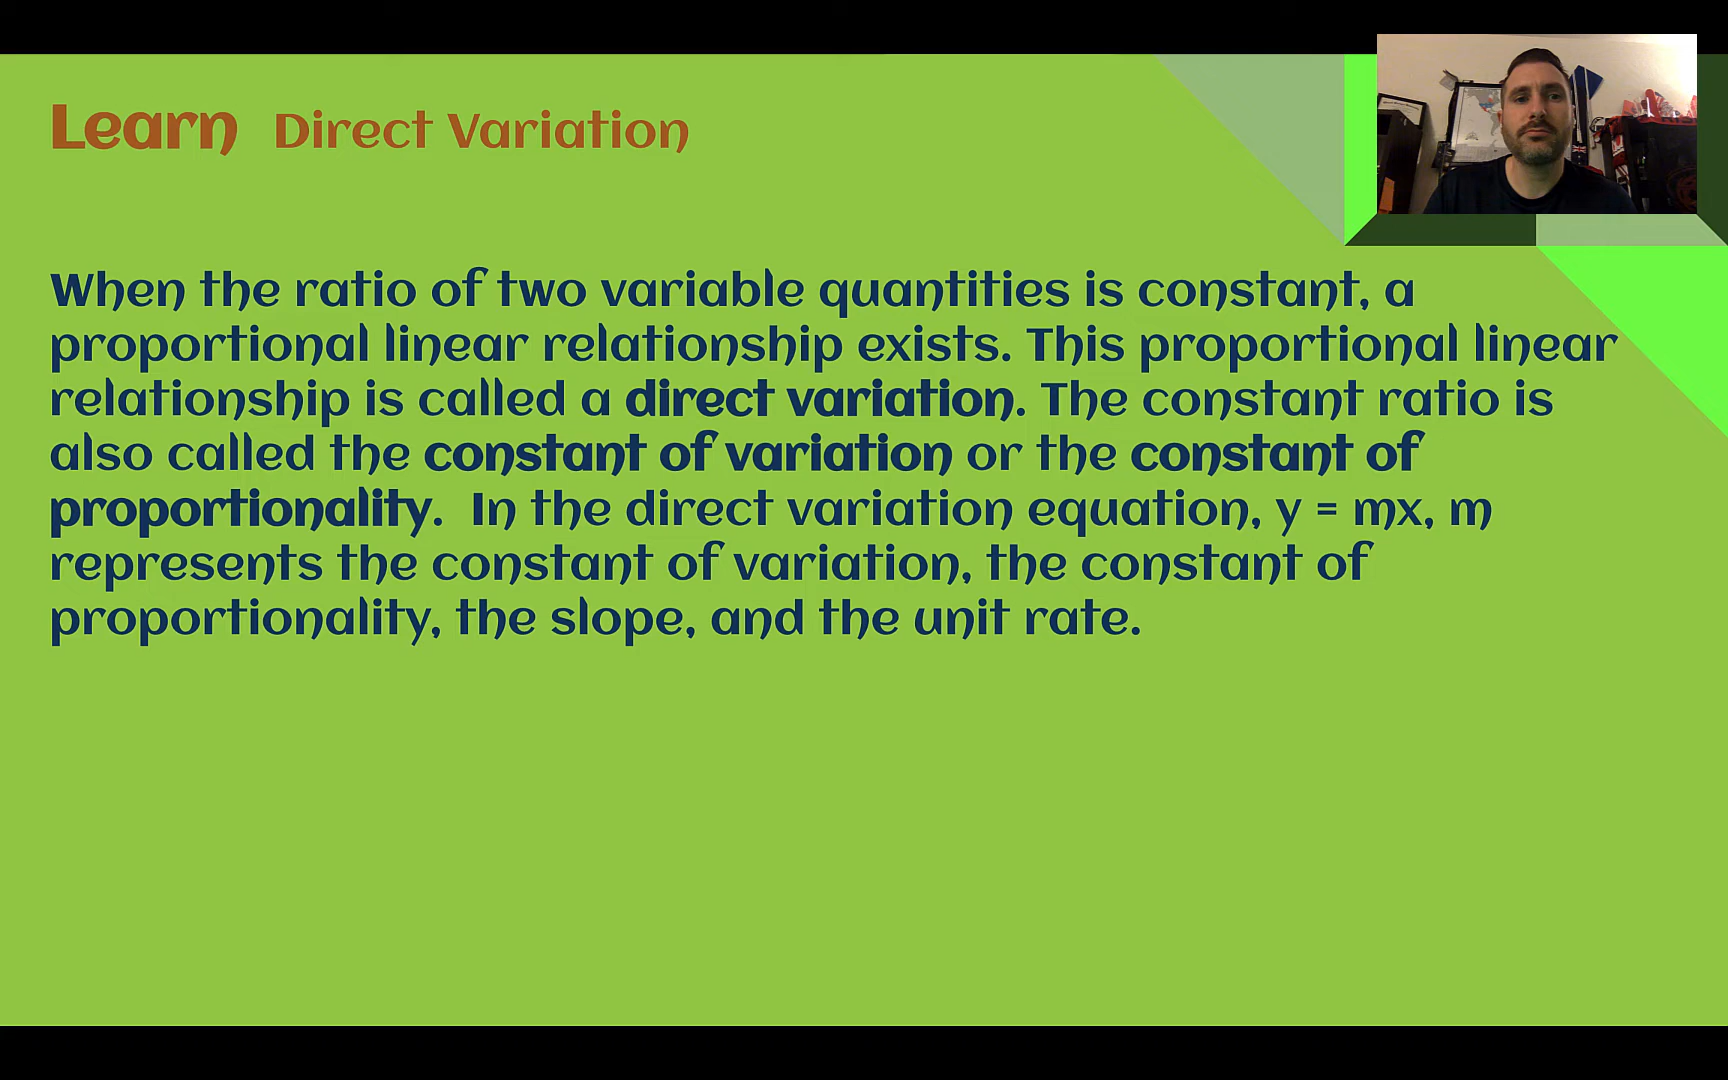 Learn Direct Variation
When the ratio of two variable quantities is constant, a
proportional linear relationship exists. This proportional linear
relationship is called a direct variation. The constant ratio is
also called the constant of variation or the constant of
proportionality. In the direct variation equation, y = mx, m
represents the constant of variation, the constant of
proportionality, the slope, and the unit rate.